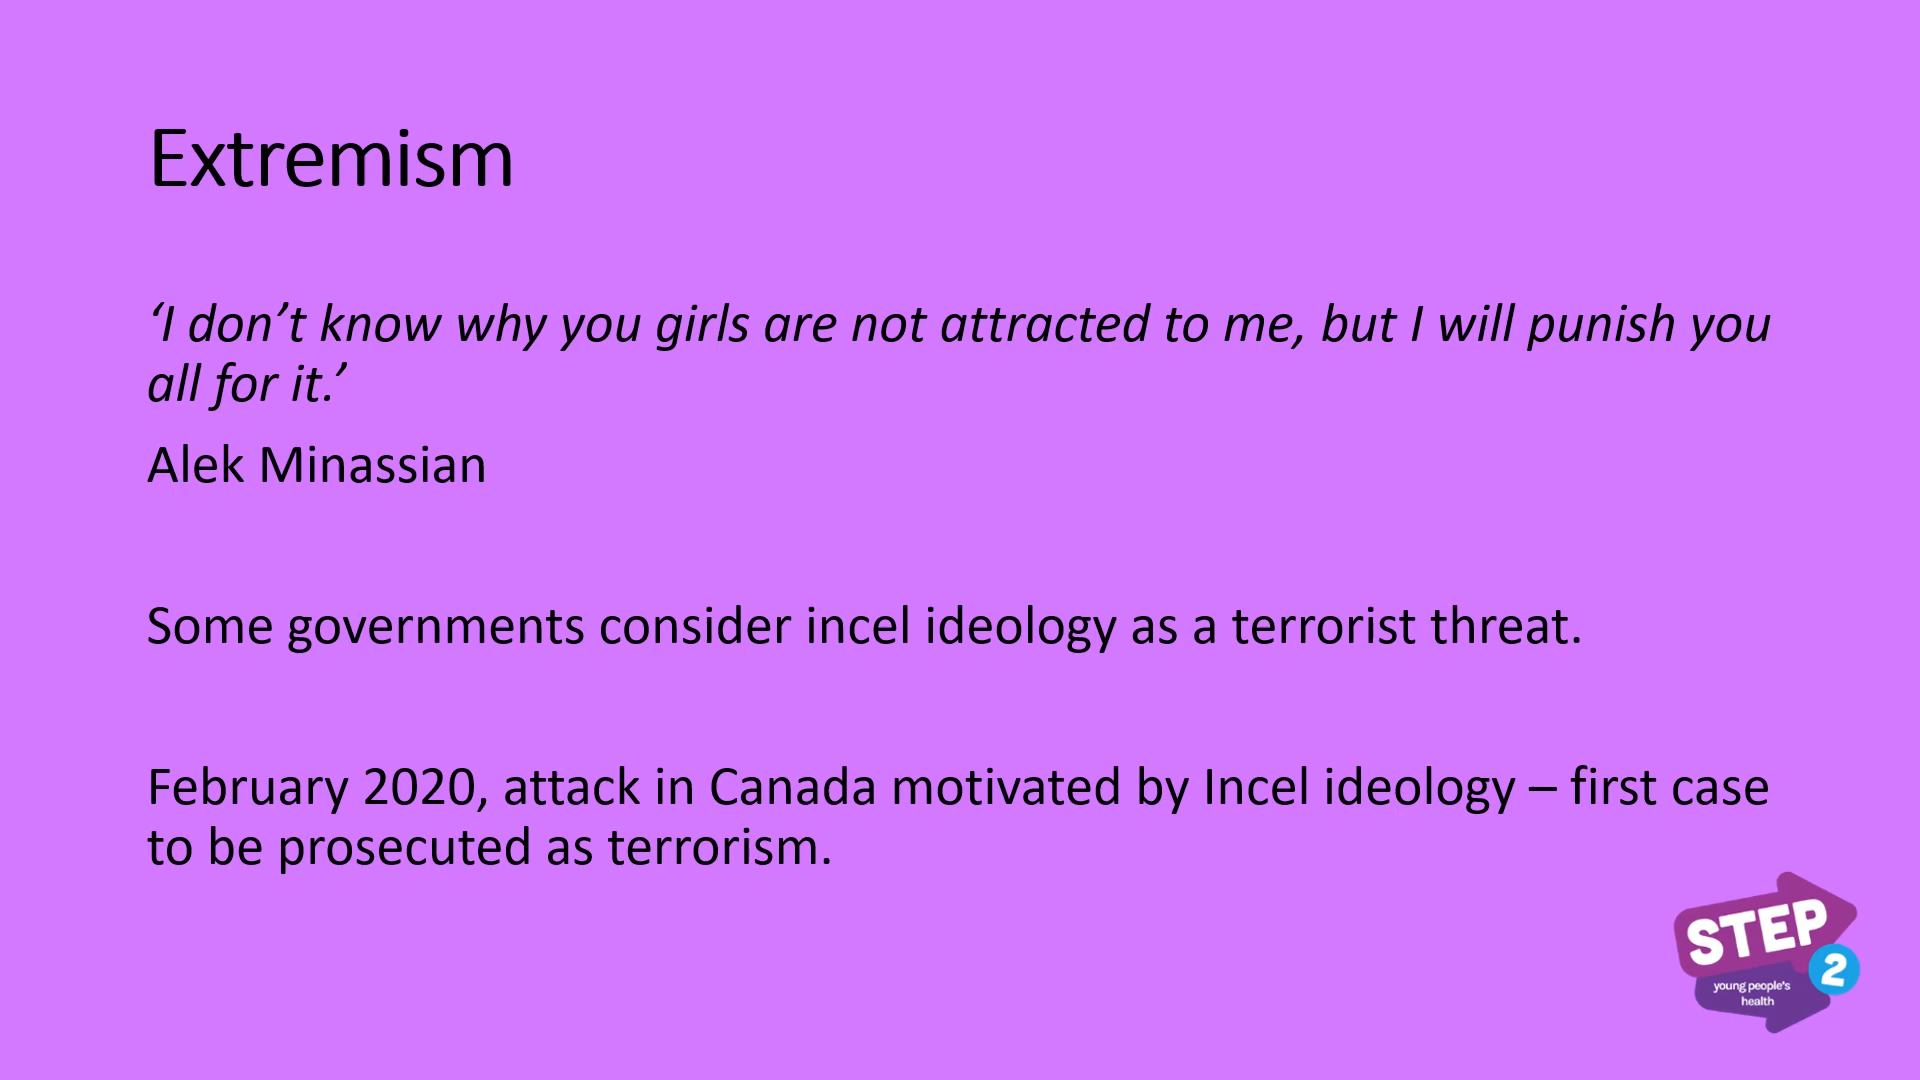 Extremism
‘I don’t know why you girls are not attracted to me, but I will punish you
all for it.’
Alek Minassian
Some governments consider incel ideology as a terrorist threat.
February 2020, attack in Canada motivated by Incel ideology – first case
to be prosecuted as terrorism.
STEP
2
young people's
health